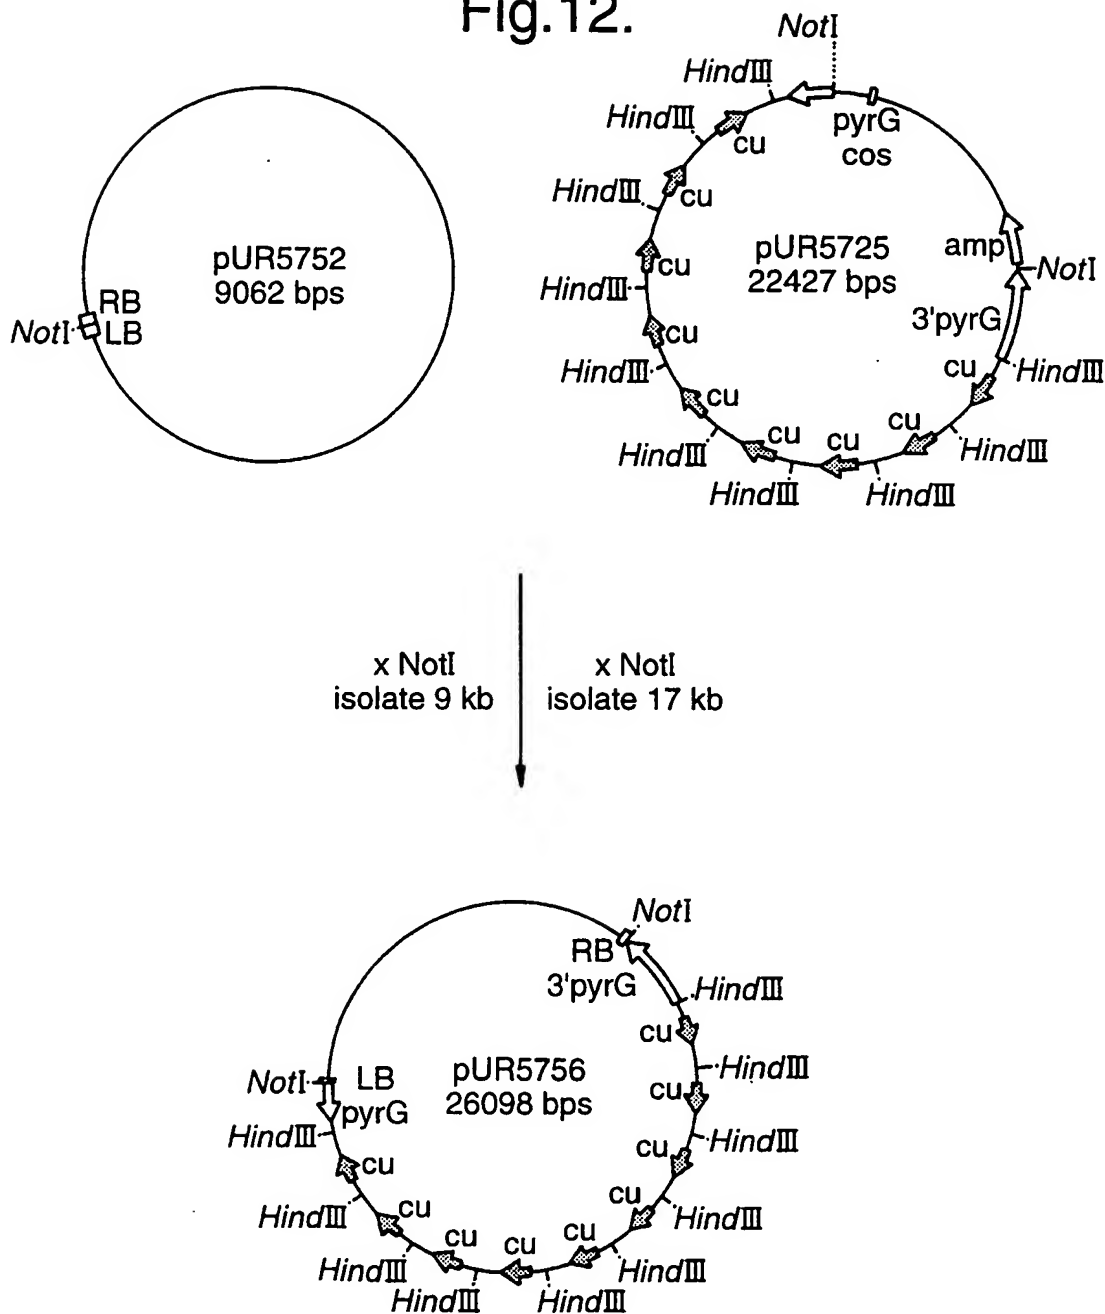 Fig.12.
pUR5752
9062 bps
NotI
RB
LB
NotI
HindIII
pyrG
cos
HindIII
cu
HindIII
cu
amp
pUR5725
22427 bps
cu
NotI
HindIII
3'pyrG
cu
HindIII
cu
HindIII
cu
cu
cu
cu
HindIII
HindIII
HindIII
HindIII
x NotI
isolate 9 kb
x NotI
isolate 17 kb
NotI
RB
3'pyrG
HindIII
cu
HindIII
NotI
LB
pyrG
pUR5756
26098 bps
cu
HindIII
HindIII
cu
cu
HindIII
cu
cu
HindIII
cu
cu
cu
HindIII
HindIII
HindIII
HindIII
cu